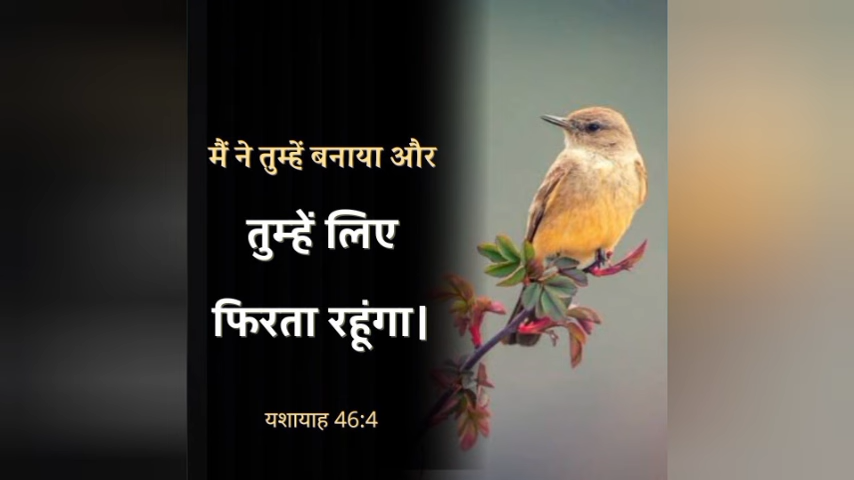 मैं ने तुम्हें बनाया और
तुम्हें लिए
फिरता रहूंगा।
यशायाह 46:4